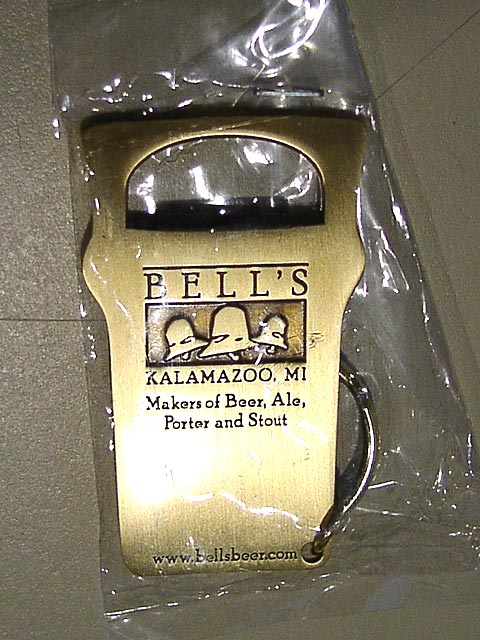 BELL'S
KALAMAZOO, MI
Makers of Beer, Ale,
Porter and Stout
www.bellsbeer.com